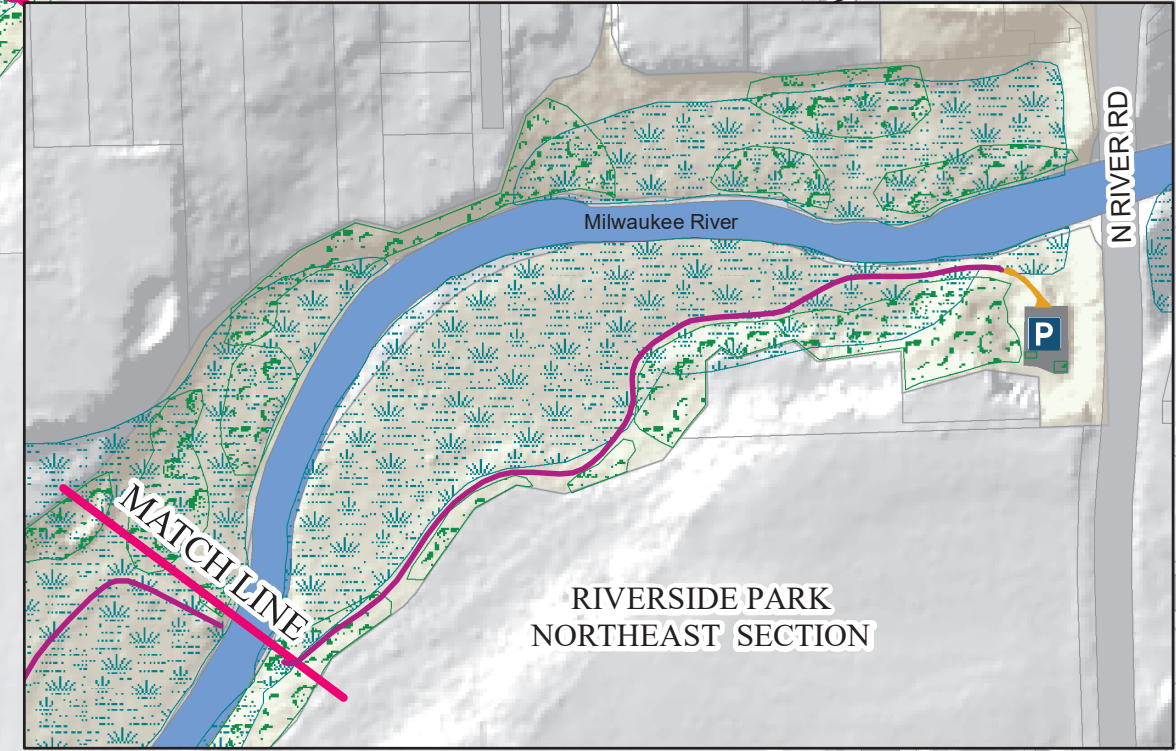 Milwaukee River
N RIVER RD
P
MATCH LINE
RIVERSIDE PARK
NORTHEAST SECTION